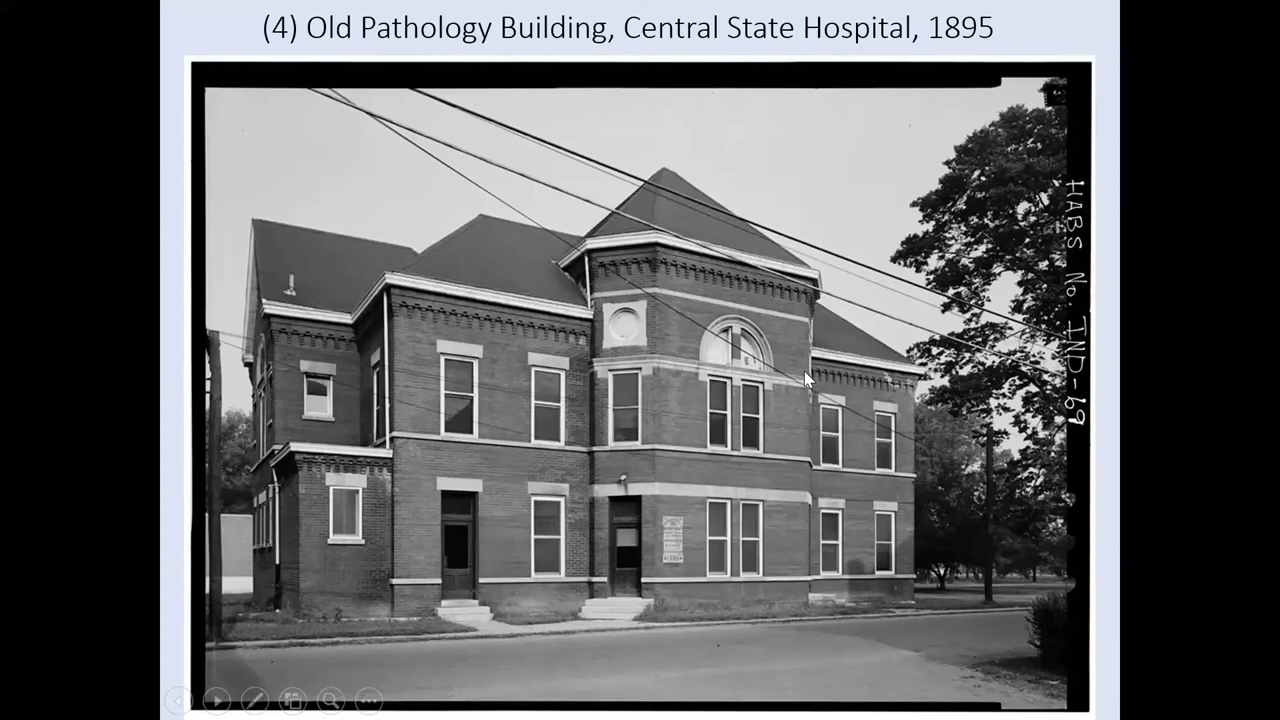 (4) Old Pathology Building, Central State Hospital, 1895
HABS No. IND-69